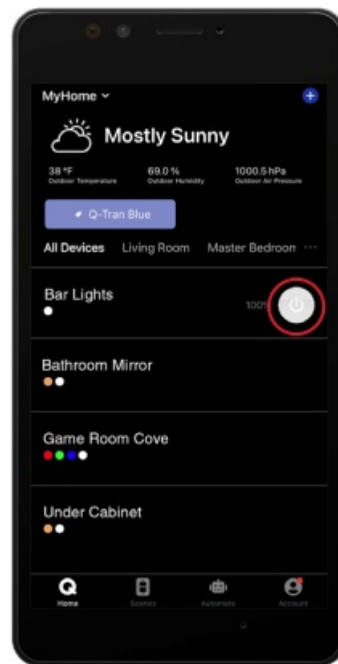 MyHome
Mostly Sunny
38 °F 69.0 % 1000.5 hPa
Outdoor Temperature Outdoor Humidity Outdoor Air Pressure
Q-Tran Blue
All Devices Living Room Master Bedroom ...
Bar Lights
100%
Bathroom Mirror
Game Room Cove
Under Cabinet
Q
Home Scenes Automate Account